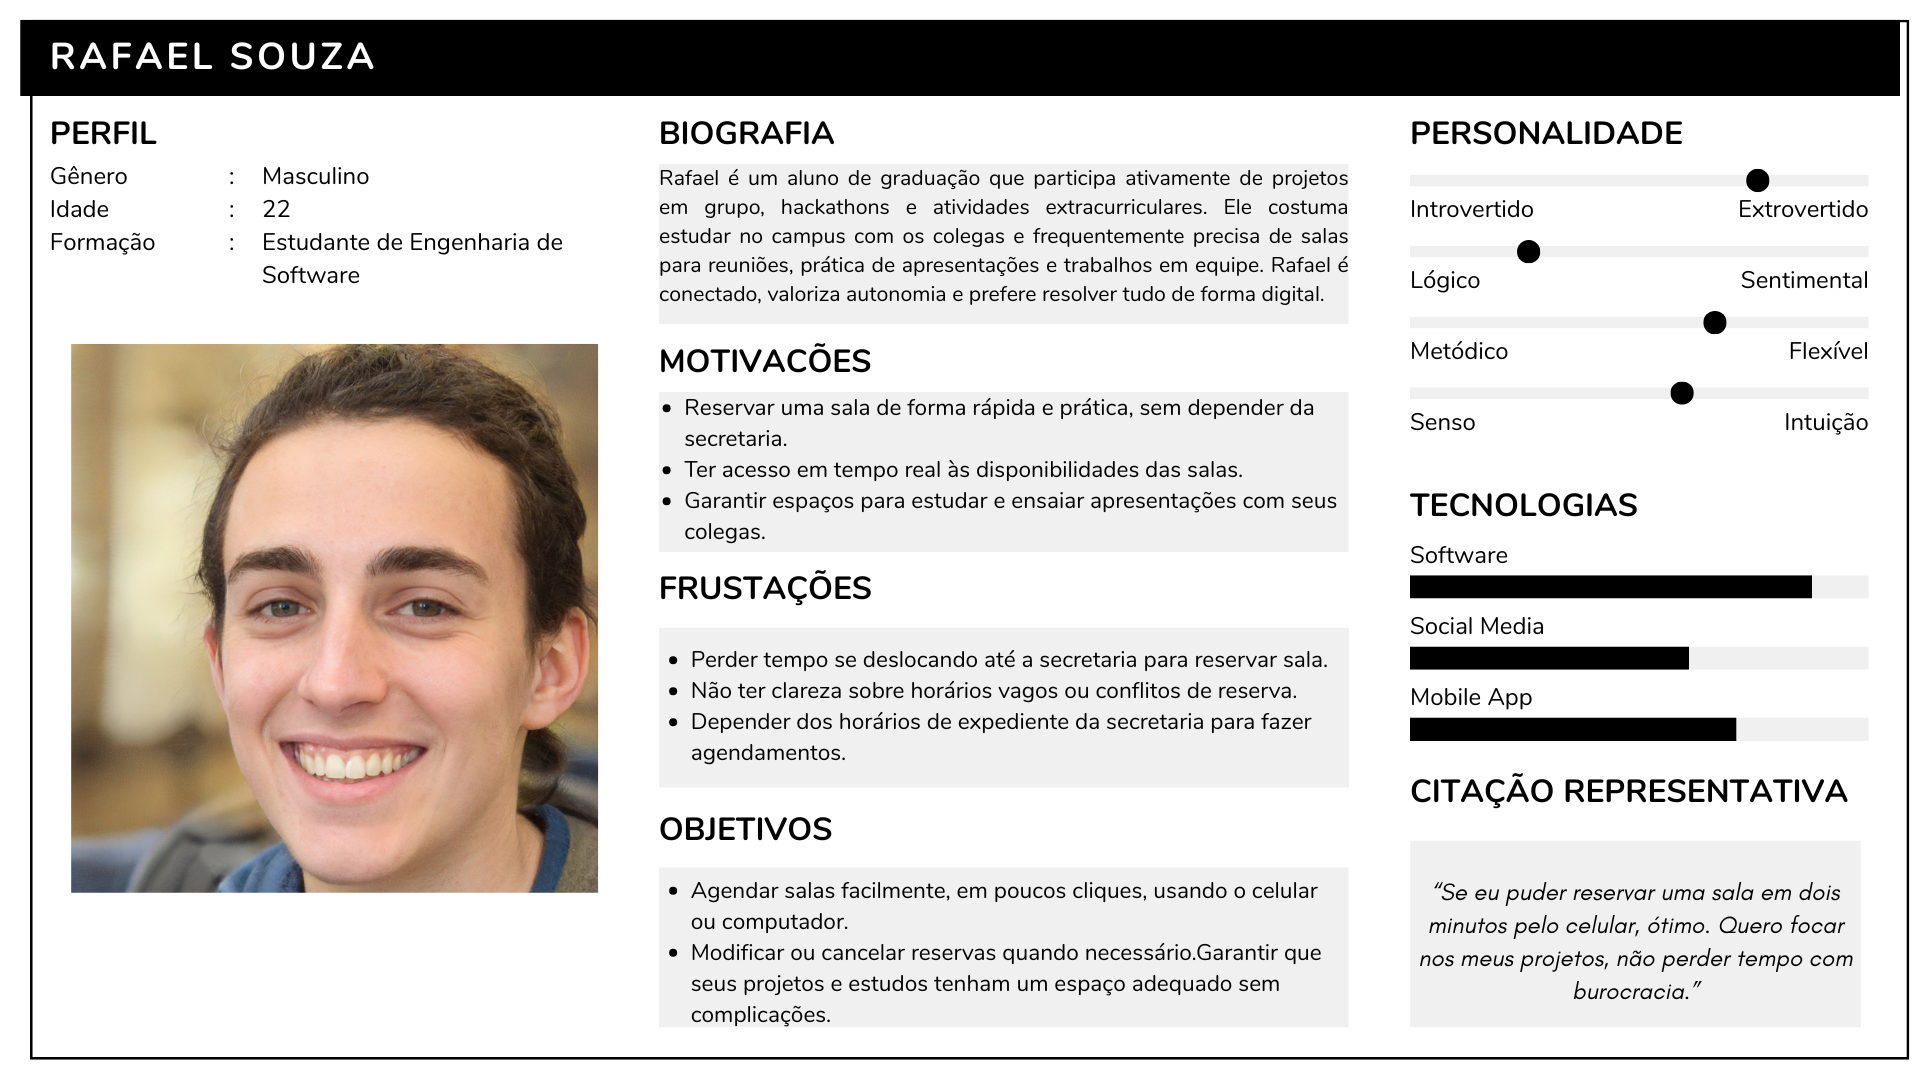 RAFAEL SOUZA
PERFIL
Gênero : Masculino
Idade : 22
Formação : Estudante de Engenharia de
Software
BIOGRAFIA
Rafael é um aluno de graduação que participa ativamente de projetos
em grupo, hackathons e atividades extracurriculares. Ele costuma
estudar no campus com os colegas e frequentemente precisa de salas
para reuniões, prática de apresentações e trabalhos em equipe. Rafael é
conectado, valoriza autonomia e prefere resolver tudo de forma digital.
MOTIVACÕES
• Reservar uma sala de forma rápida e prática, sem depender da
secretaria.
• Ter acesso em tempo real às disponibilidades das salas.
• Garantir espaços para estudar e ensaiar apresentações com seus
colegas.
FRUSTAÇÕES
• Perder tempo se deslocando até a secretaria para reservar sala.
• Não ter clareza sobre horários vagos ou conflitos de reserva.
• Depender dos horários de expediente da secretaria para fazer
agendamentos.
OBJETIVOS
• Agendar salas facilmente, em poucos cliques, usando o celular
ou computador.
• Modificar ou cancelar reservas quando necessário.Garantir que
seus projetos e estudos tenham um espaço adequado sem
complicações.
PERSONALIDADE
Introvertido Extrovertido
Lógico Sentimental
Metódico Flexível
Senso Intuição
TECNOLOGIAS
Software
Social Media
Mobile App
CITAÇÃO REPRESENTATIVA
“Se eu puder reservar uma sala em dois
minutos pelo celular, ótimo. Quero focar
nos meus projetos, não perder tempo com
burocracia.”